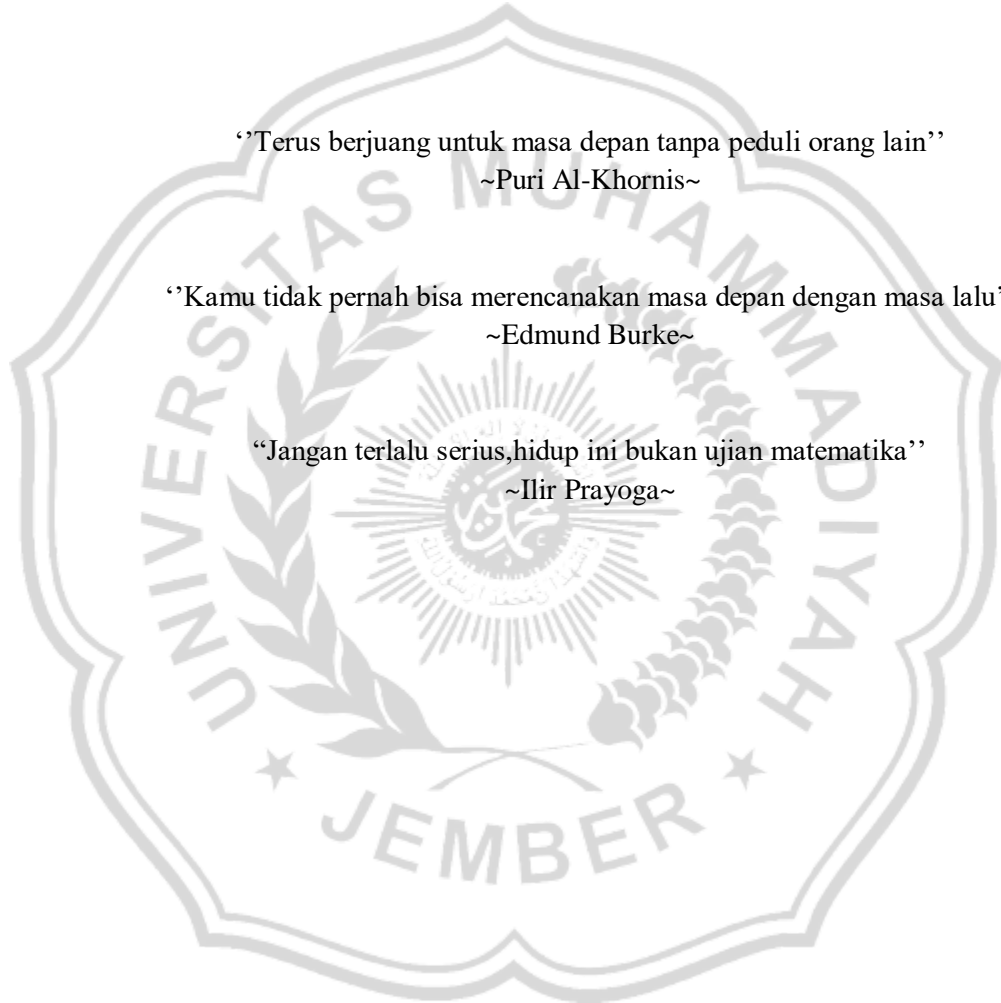 ‘’Terus berjuang untuk masa depan tanpa peduli orang lain’’
~Puri Al-Khornis~
‘’Kamu tidak pernah bisa merencanakan masa depan dengan masa lalu’
~Edmund Burke~
“Jangan terlalu serius,hidup ini bukan ujian matematika’’
~Ilir Prayoga~
UNIVERSITAS MUHAMMADIYAH
JEMBER